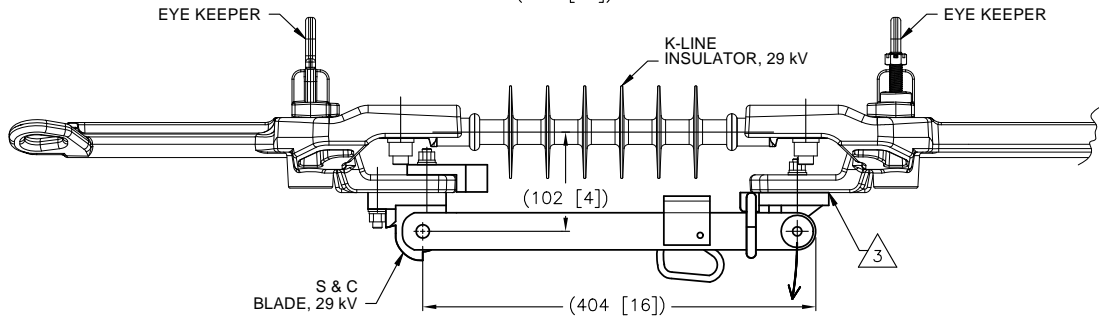 EYE KEEPER
EYE KEEPER
K-LINE
INSULATOR, 29 kV
(102 [4])
3
S & C
BLADE, 29 kV
(404 [16])